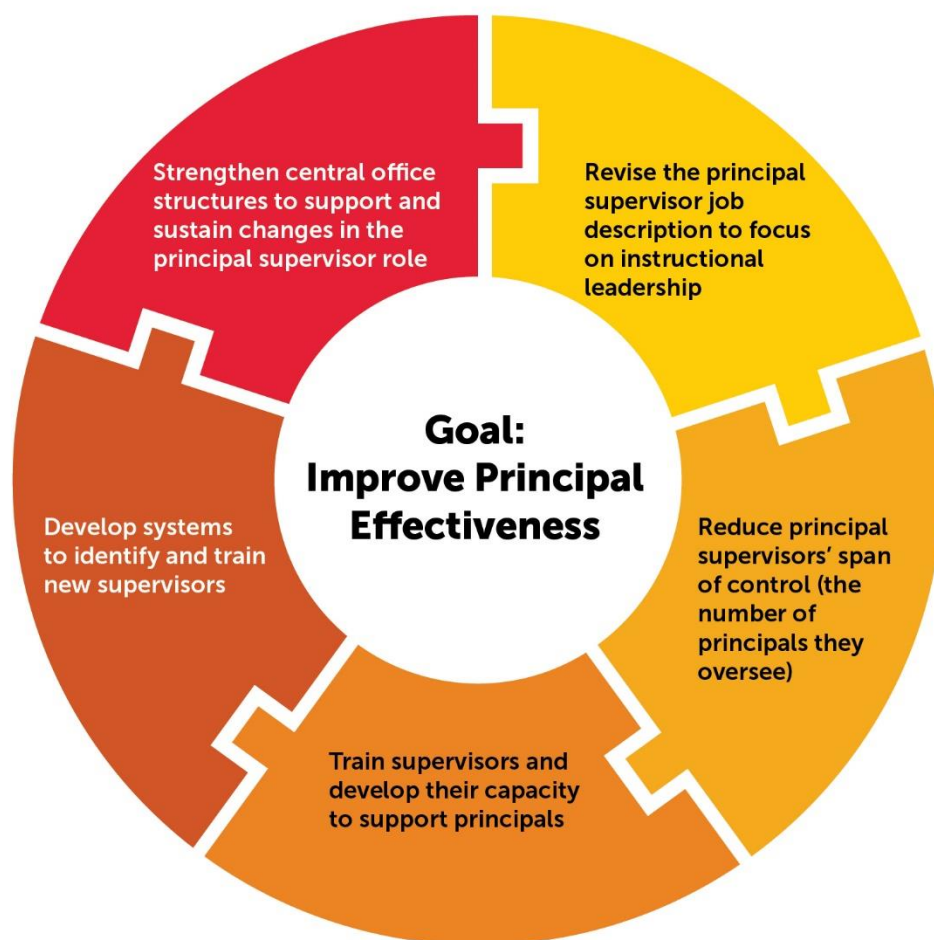 Goal:
Improve Principal
Effectiveness
Revise the principal
supervisor job
description to focus
on instructional
leadership
Reduce principal
supervisors’ span
of control (the
number of
principals they
oversee)
Train supervisors and
develop their capacity
to support principals
Develop systems
to identify and train
new supervisors
Strengthen central office
structures to support and
sustain changes in the
principal supervisor role